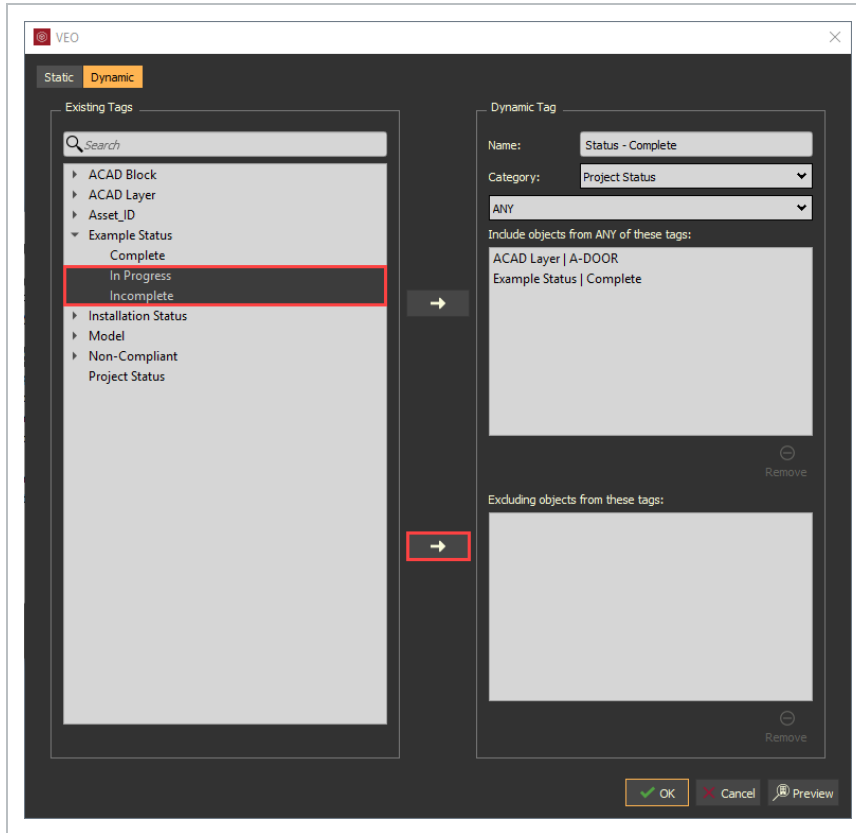 VEO
Static Dynamic
Existing Tags
Search
ACAD Block
ACAD Layer
Asset_ID
Example Status
Complete
In Progress
Incomplete
Installation Status
Model
Non-Compliant
Project Status
Dynamic Tag
Name: Status - Complete
Category: Project Status
ANY
Include objects from ANY of these tags:
ACAD Layer | A-DOOR
Example Status | Complete
Remove
Excluding objects from these tags:
Remove
OK Cancel Preview